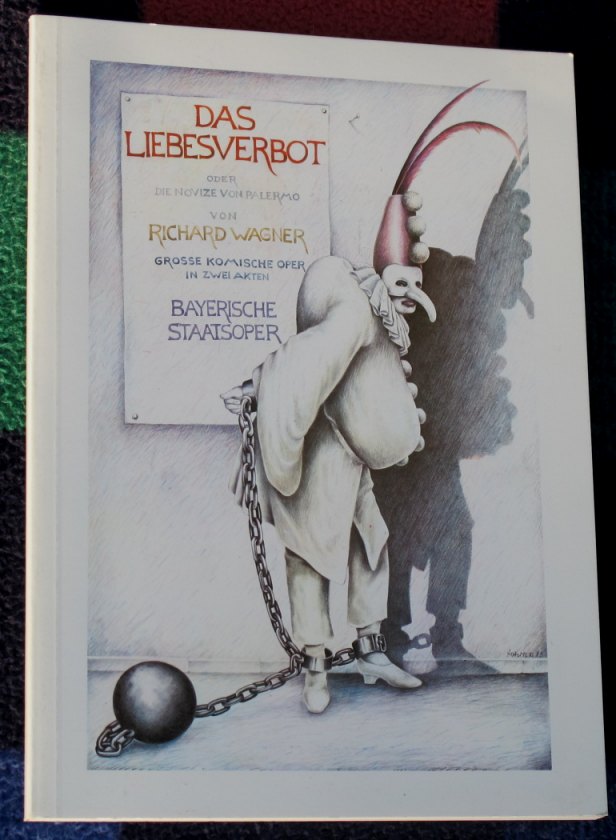 DAS
LIEBESVERBOT
ODER
DIE NOVIZE VON PALERMO
VON
RICHARD WAGNER
GROSSE KOMISCHE OPER
IN ZWEI AKTEN
BAYERISCHE
STAATSOPER